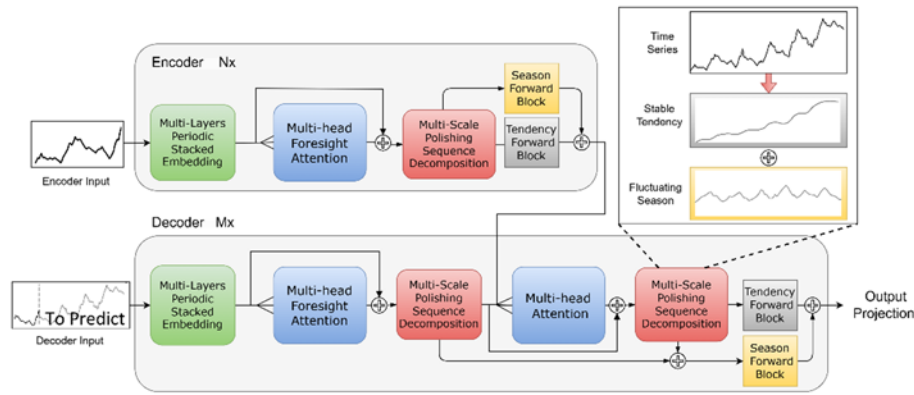 Encoder Nx
Multi-Layers
Periodic
Stacked
Embedding
Multi-head
Foresight
Attention
Multi-Scale
Polishing
Sequence
Decomposition
Season
Forward
Block
Tendency
Forward
Block
Encoder Input
Time
Series
Stable
Tendency
Fluctuating
Season
Decoder Mx
To Predict
Decoder Input
Multi-Layers
Periodic
Stacked
Embedding
Multi-head
Foresight
Attention
Multi-Scale
Polishing
Sequence
Decomposition
Multi-head
Attention
Multi-Scale
Polishing
Sequence
Decomposition
Tendency
Forward
Block
Season
Forward
Block
Output
Projection